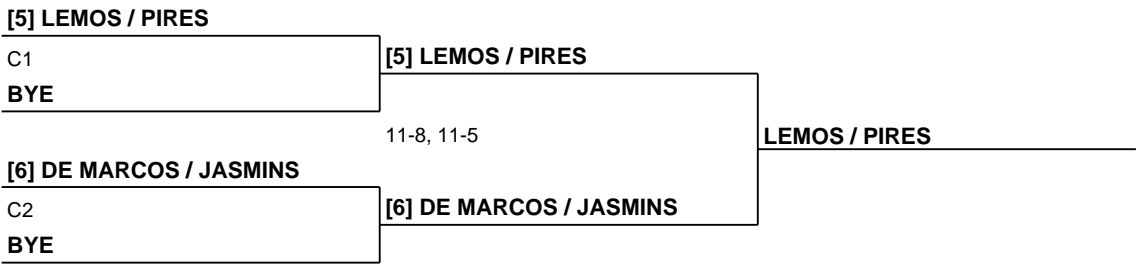 [5] LEMOS / PIRES
C1
BYE
[5] LEMOS / PIRES
11-8, 11-5
LEMOS / PIRES
[6] DE MARCOS / JASMINS
C2
BYE
[6] DE MARCOS / JASMINS